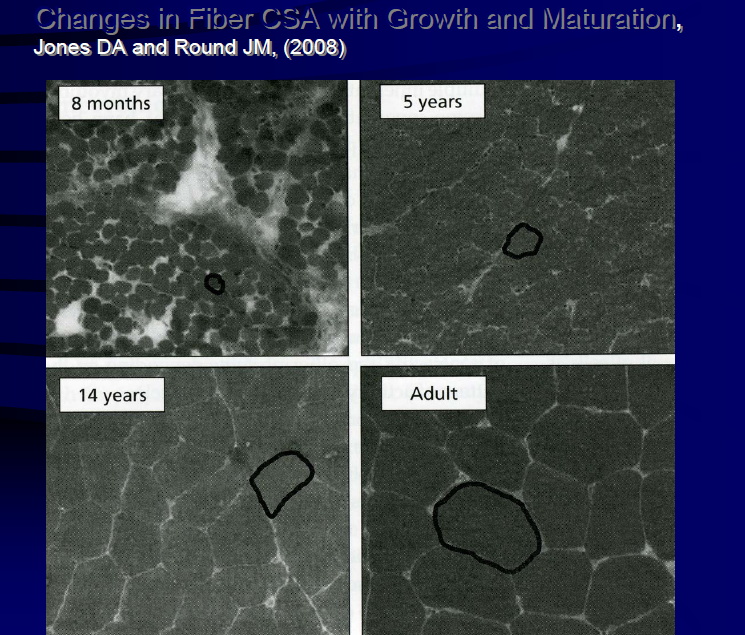 Changes in Fiber CSA with Growth and Maturation,
Jones DA and Round JM, (2008)
8 months
5 years
14 years
Adult